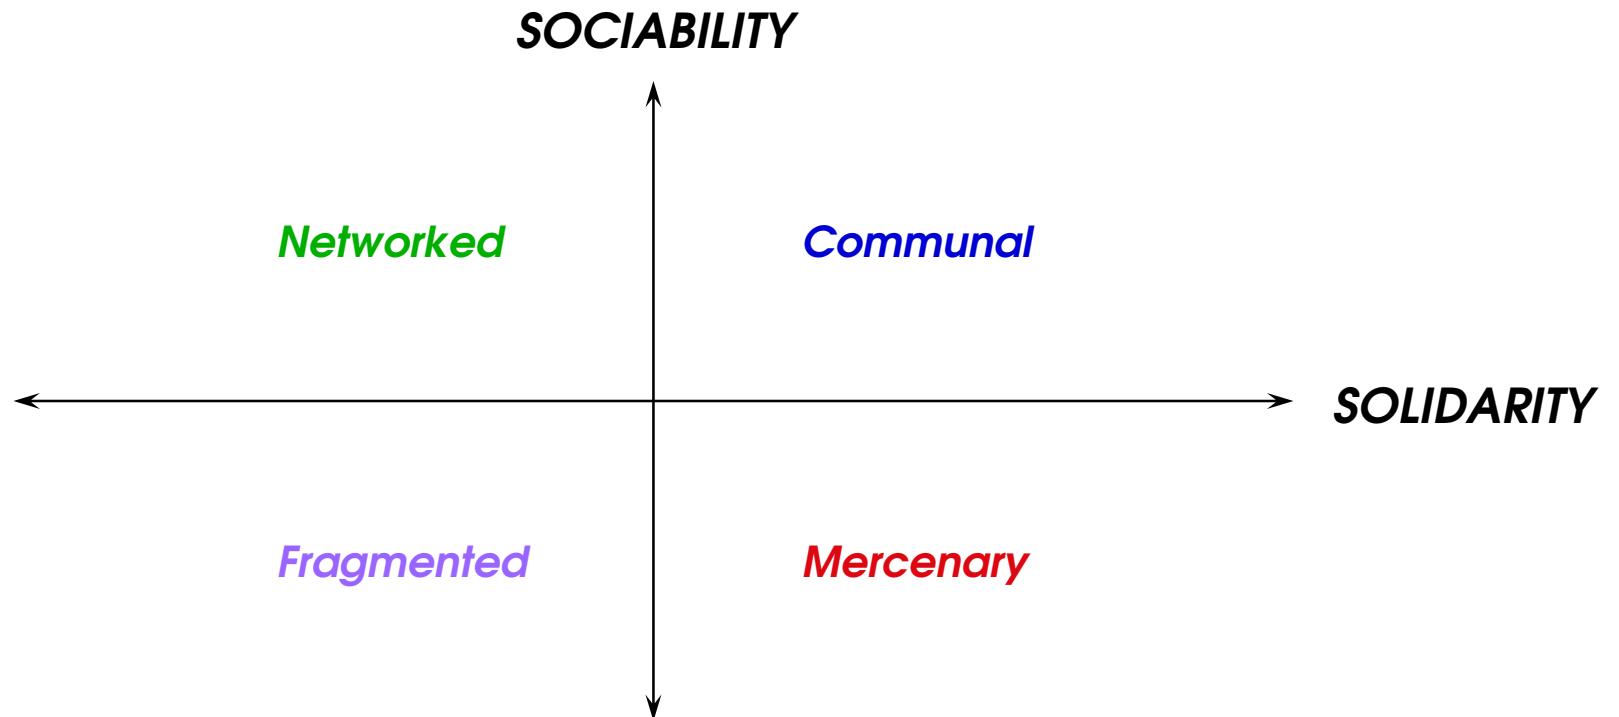 SOCIABILITY
Networked
Communal
SOLIDARITY
Fragmented
Mercenary